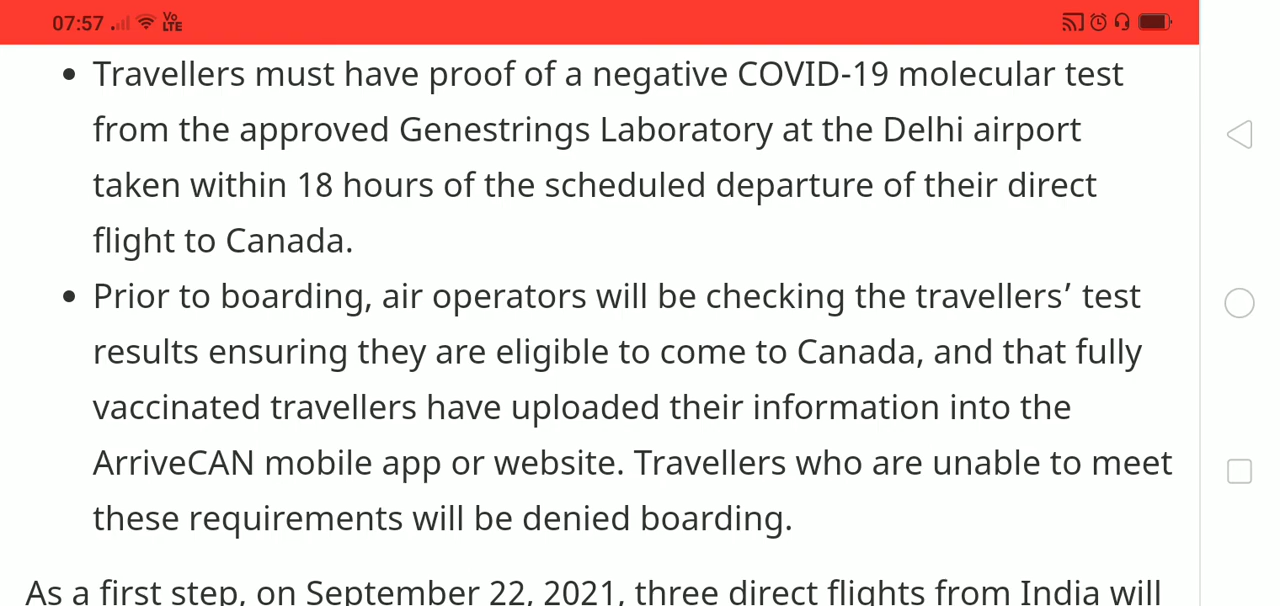 07:57 Vo LTE
• Travellers must have proof of a negative COVID-19 molecular test
from the approved Genestrings Laboratory at the Delhi airport
taken within 18 hours of the scheduled departure of their direct
flight to Canada.
• Prior to boarding, air operators will be checking the travellers’ test
results ensuring they are eligible to come to Canada, and that fully
vaccinated travellers have uploaded their information into the
ArriveCAN mobile app or website. Travellers who are unable to meet
these requirements will be denied boarding.
As a first step, on September 22, 2021, three direct flights from India will